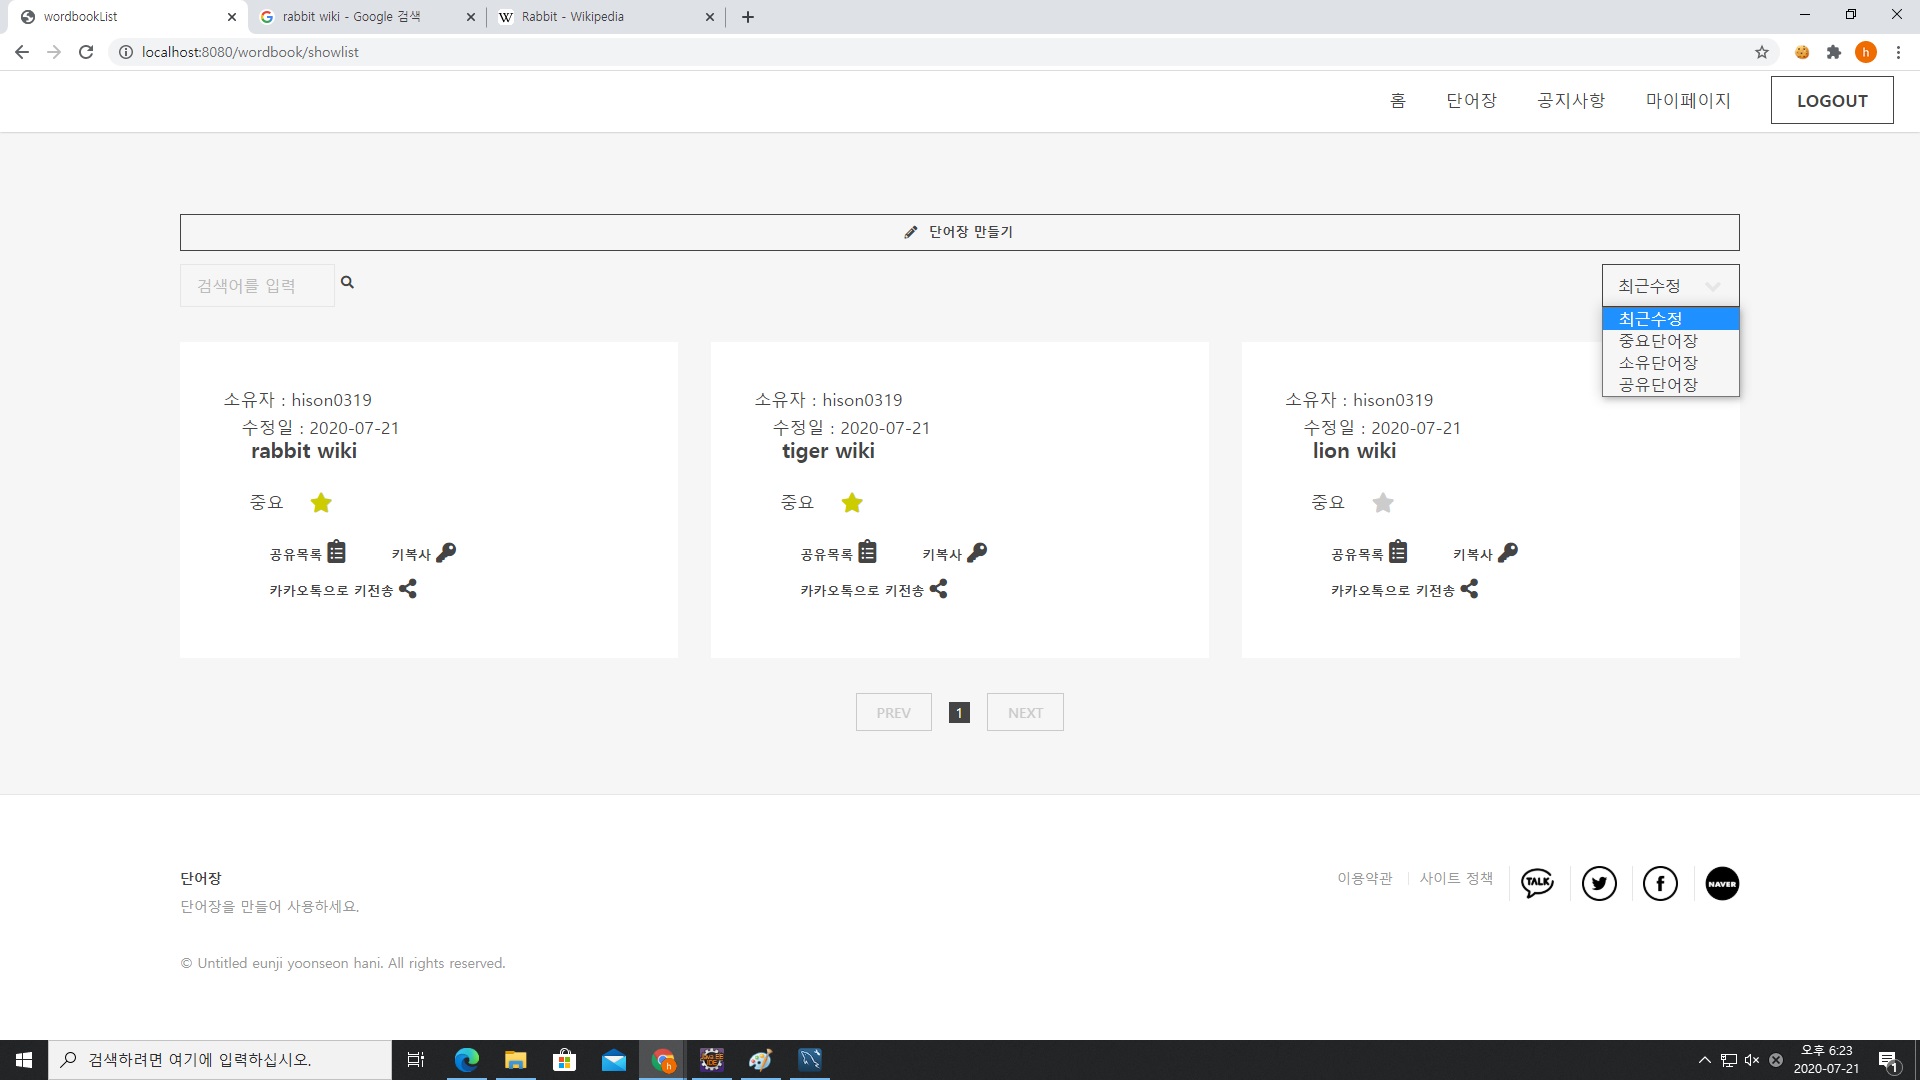 wordbookList
rabbit wiki - Google 검색
W Rabbit - Wikipedia
localhost:8080/wordbook/showlist
h
홈 단어장 공지사항 마이페이지 LOGOUT
단어장 만들기
검색어를 입력
최근수정
최근수정
중요단어장
소유단어장
공유단어장
소유자 : hison0319
수정일 : 2020-07-21
rabbit wiki
중요
공유목록 키복사
카카오톡으로 키전송
소유자 : hison0319
수정일 : 2020-07-21
tiger wiki
중요
공유목록 키복사
카카오톡으로 키전송
소유자 : hison0319
수정일 : 2020-07-21
lion wiki
중요
공유목록 키복사
카카오톡으로 키전송
PREV 1 NEXT
단어장
단어장을 만들어 사용하세요.
이용약관 사이트 정책 TALK NAVER
© Untitled eunji yoonseon hani. All rights reserved.
검색하려면 여기에 입력하십시오.
h
Java EE
IDE
오후 6:23
2020-07-21
1